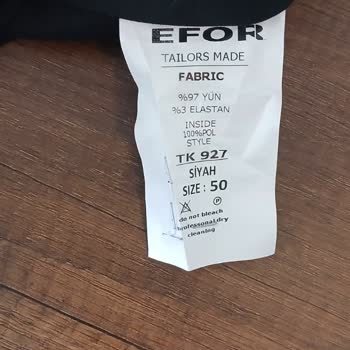 EFOR
TAILORS MADE
FABRIC
%97 YÜN
%3 ELASTAN
INSIDE
100%POL
STYLE
TK 927
SİYAH
SIZE : 50
P
do not bleach
professonal.dry
cleaning